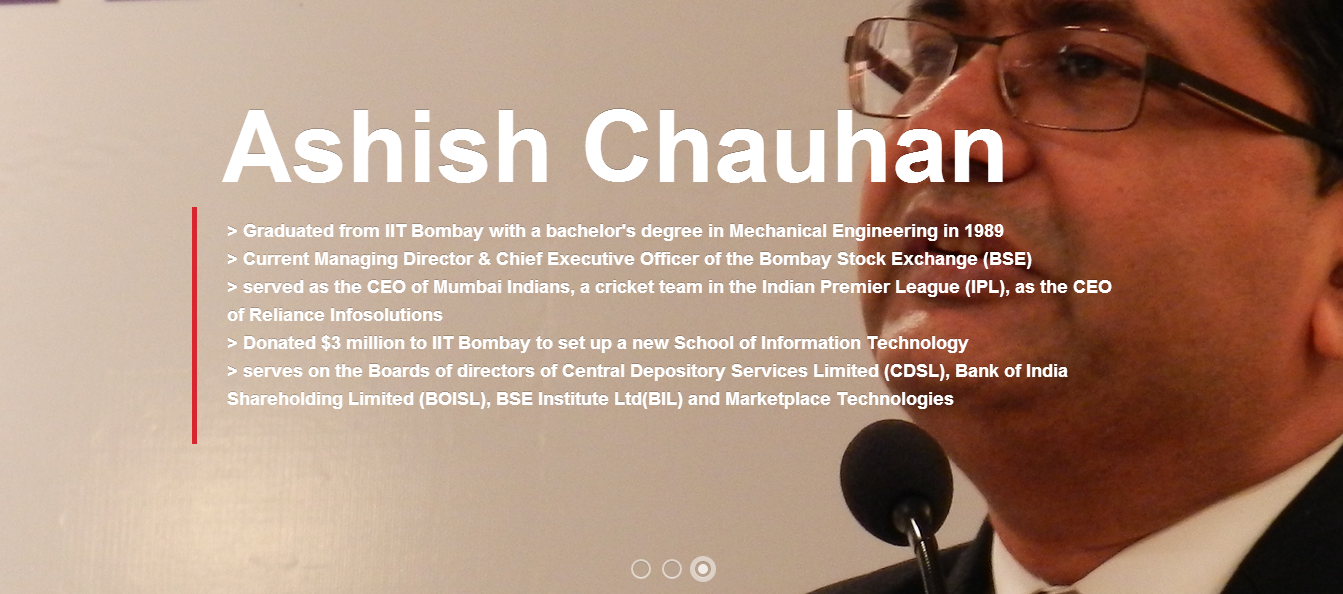 Ashish Chauhan
> Graduated from IIT Bombay with a bachelor's degree in Mechanical Engineering in 1989
> Current Managing Director & Chief Executive Officer of the Bombay Stock Exchange (BSE)
> served as the CEO of Mumbai Indians, a cricket team in the Indian Premier League (IPL), as the CEO
of Reliance Infosolutions
> Donated $3 million to IIT Bombay to set up a new School of Information Technology
> serves on the Boards of directors of Central Depository Services Limited (CDSL), Bank of India
Shareholding Limited (BOISL), BSE Institute Ltd(BIL) and Marketplace Technologies